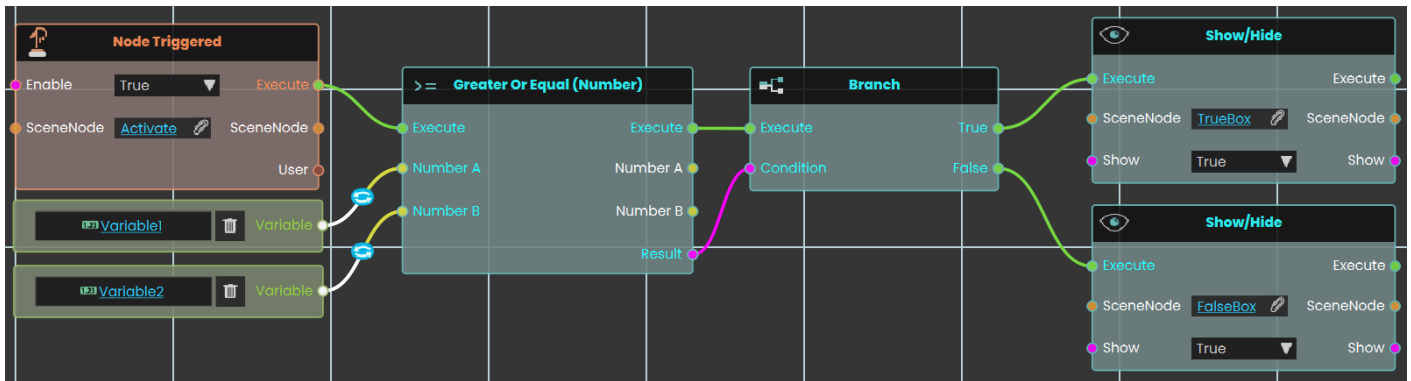 Node Triggered
Enable True Execute
SceneNode Activate SceneNode
User
123 Variable1 Variable
123 Variable2 Variable
>= Greater Or Equal (Number)
Execute Execute
Number A Number A
Number B Number B
Result
Branch
Execute True
Condition False
Show/Hide
Execute Execute
SceneNode TrueBox SceneNode
Show True Show
Show/Hide
Execute Execute
SceneNode FalseBox SceneNode
Show True Show